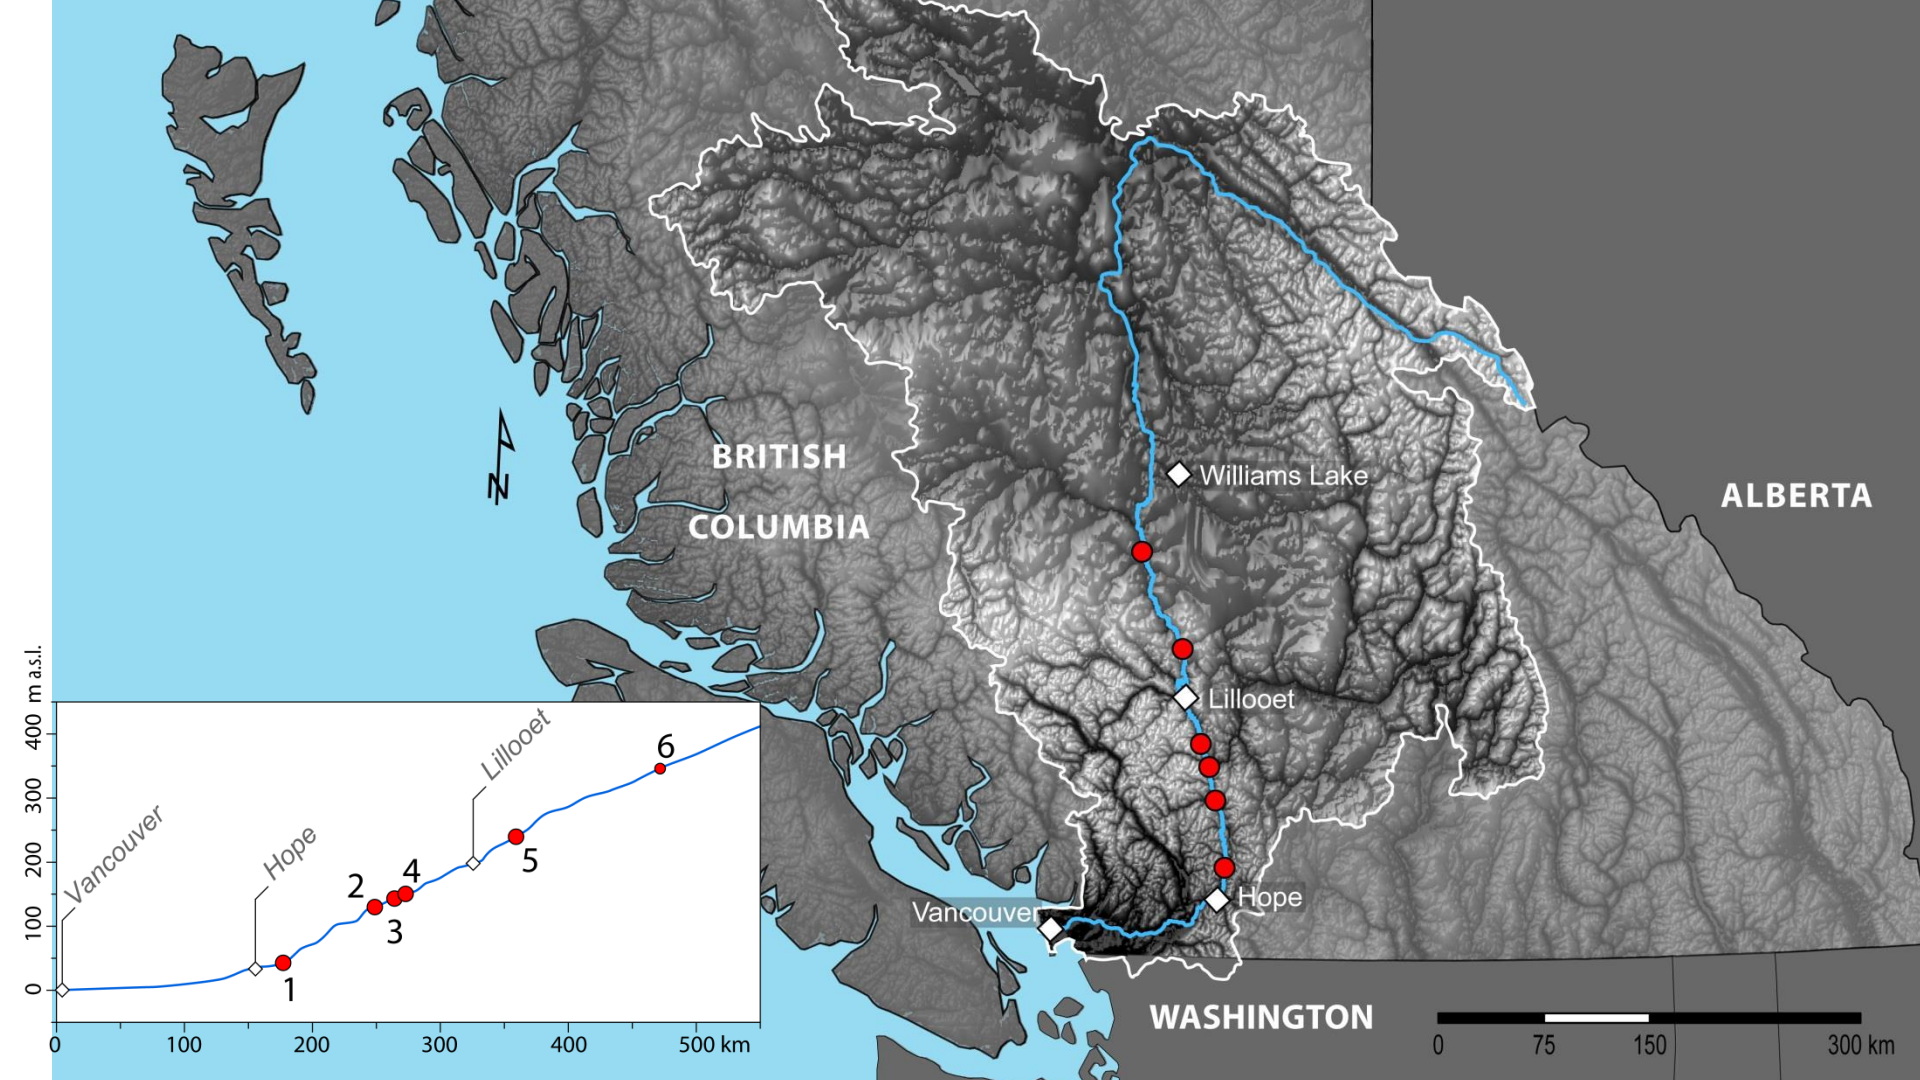 BRITISH
COLUMBIA
ALBERTA
WASHINGTON
Williams Lake
Lillooet
Hope
Vancouver
N
0 75 150 300 km
400 m a.s.l.
300
200
100
0
Vancouver
Hope
Lillooet
1
2
3
4
5
6
0 100 200 300 400 500 km